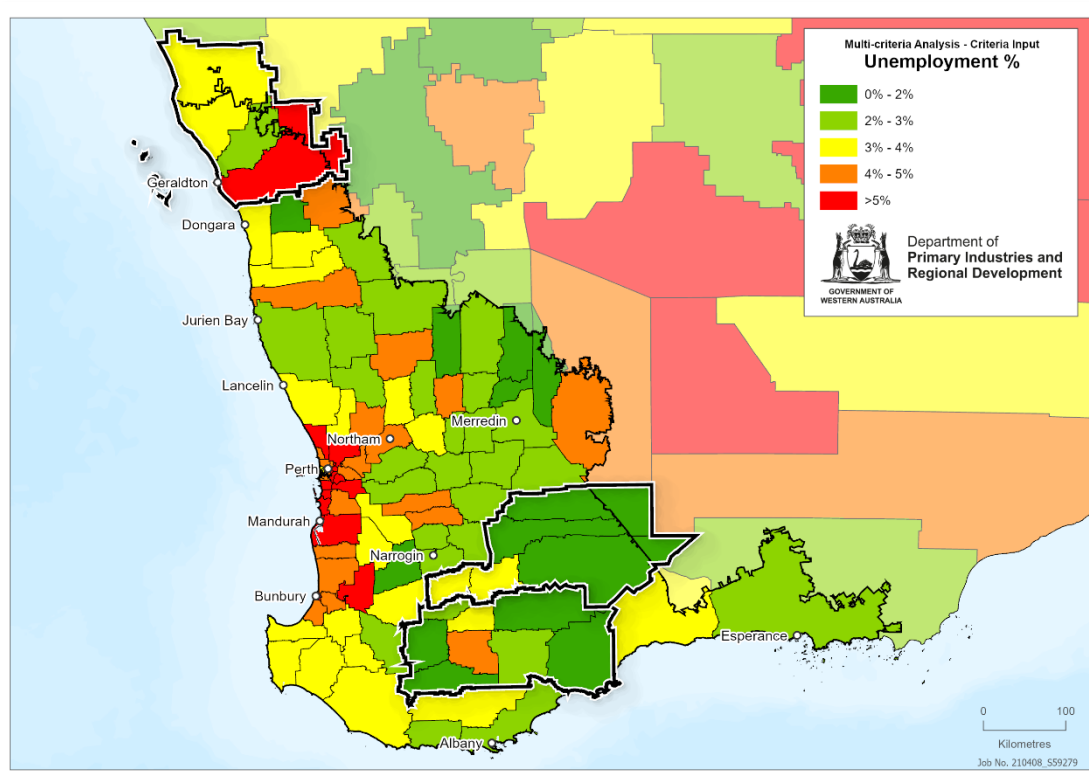 Multi-criteria Analysis - Criteria Input
Unemployment %
0% - 2%
2% - 3%
3% - 4%
4% - 5%
>5%
GOVERNMENT OF
WESTERN AUSTRALIA
Department of
Primary Industries and
Regional Development
Geraldton
Dongara
Jurien Bay
Lancelin
Merredin
Northam
Perth
Mandurah
Narrogin
Bunbury
Esperance
Albany
0 100
Kilometres
Job No. 210408_S59279